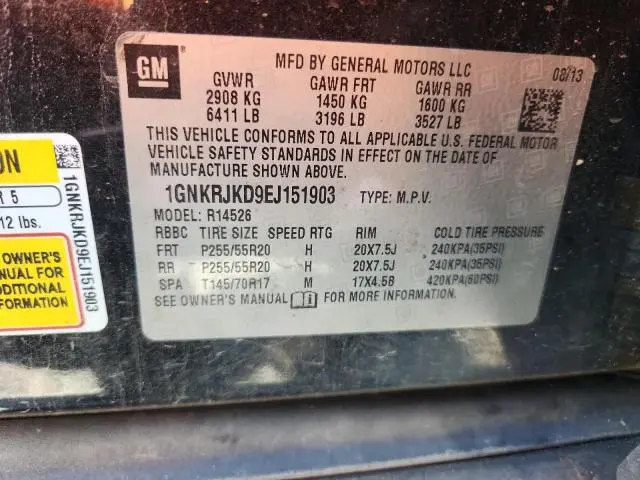 GM
MFD BY GENERAL MOTORS LLC 08/13
GVWR GAWR FRT GAWR RR
2908 KG 1450 KG 1600 KG
6411 LB 3196 LB 3527 LB
THIS VEHICLE CONFORMS TO ALL APPLICABLE U.S. FEDERAL MOTOR
VEHICLE SAFETY STANDARDS IN EFFECT ON THE DATE OF
MANUFACTURE SHOWN ABOVE.
1GNKRJKD9EJ151903 TYPE: M.P.V.
MODEL: R14526
RBBC TIRE SIZE SPEED RTG RIM COLD TIRE PRESSURE
FRT P255/55R20 H 20X7.5J 240KPA(35PSI)
RR P255/55R20 H 20X7.5J 240KPA(35PSI)
SPA T145/70R17 M 17X4.5B 420KPA(60PSI)
SEE OWNER'S MANUAL FOR MORE INFORMATION.
ON
R 5
12 lbs.
OWNER'S
MANUAL FOR
ADDITIONAL
INFORMATION
1GNKRJKD9EJ151903